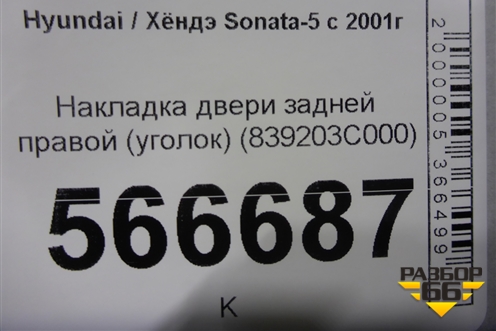 Hyundai / Хёндэ Sonata-5 с 2001г
Накладка двери задней
правой (уголок) (839203C000)
566687
К
2000005366499
РАЗБОР
66